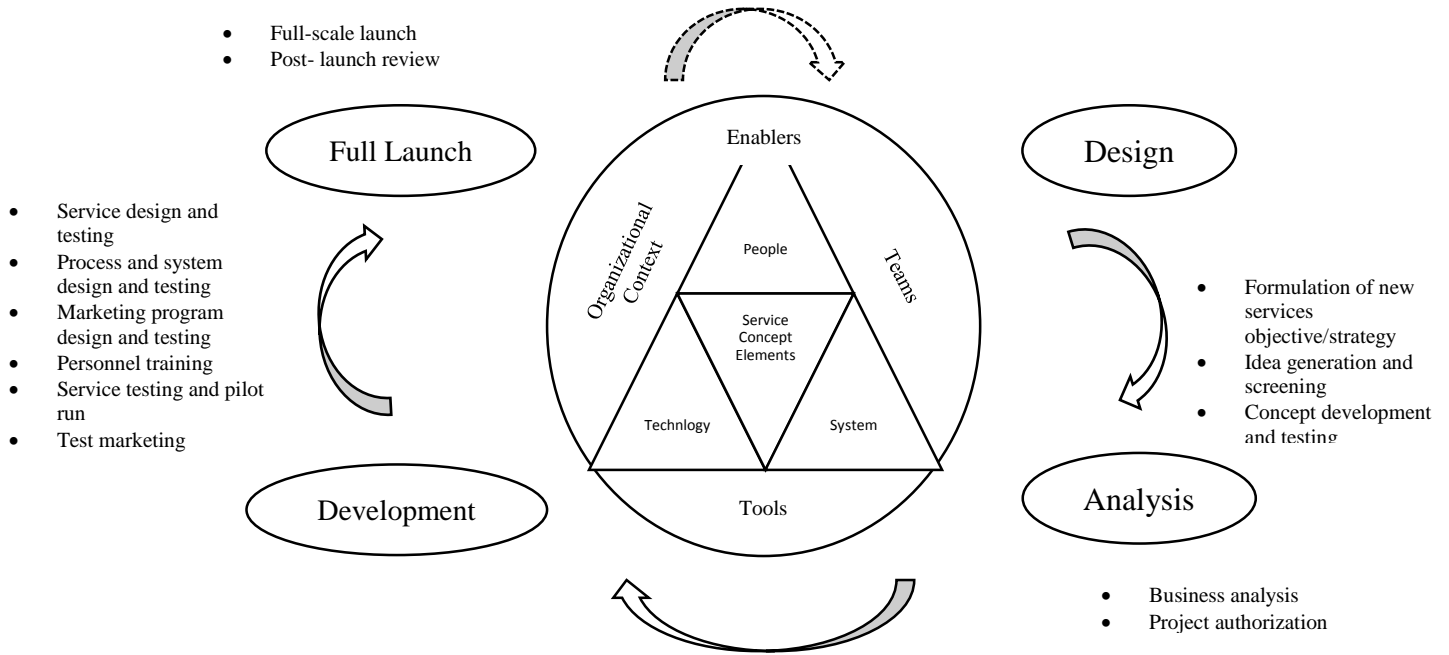 • Full-scale launch
• Post- launch review
Full Launch
Enablers
Design
Organizational
Context
Teams
People
Service
Concept
Elements
Technlogy
System
Tools
• Service design and
testing
• Process and system
design and testing
• Marketing program
design and testing
• Personnel training
• Service testing and pilot
run
• Test marketing
• Formulation of new
services
objective/strategy
• Idea generation and
screening
• Concept development
and testing
Development
Analysis
• Business analysis
• Project authorization